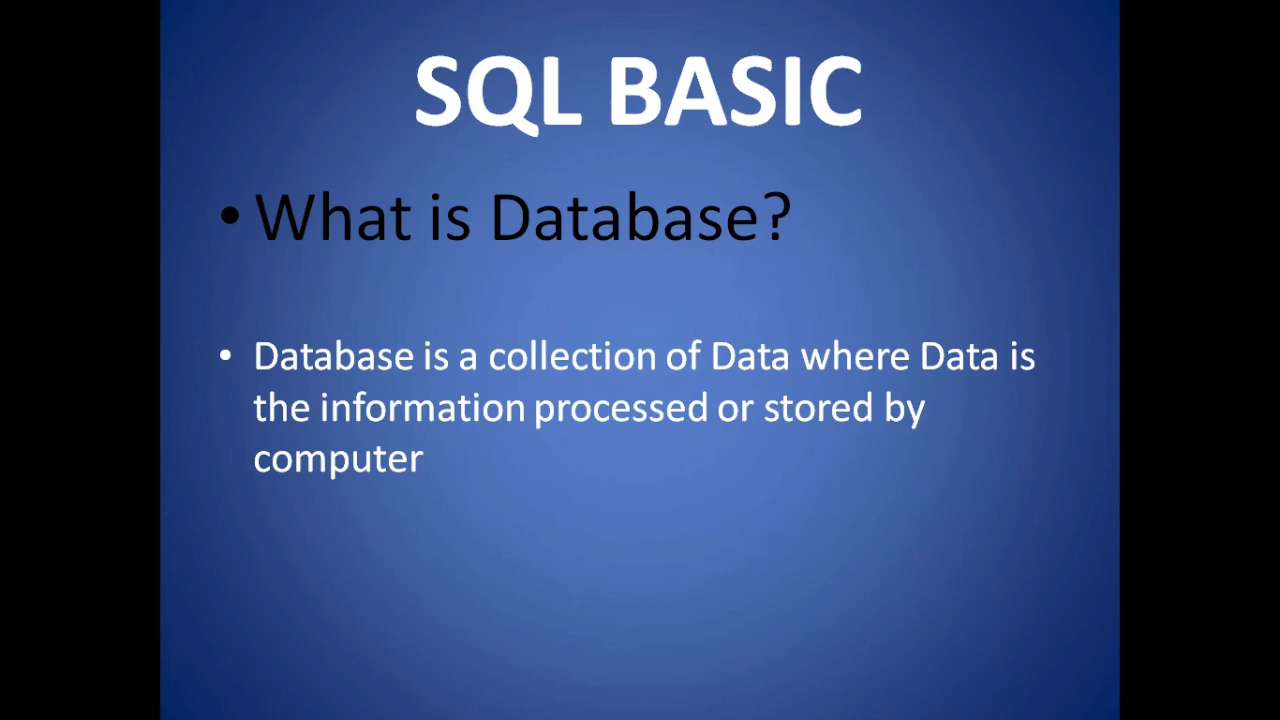 SQL BASIC
• What is Database?
• Database is a collection of Data where Data is
the information processed or stored by
computer